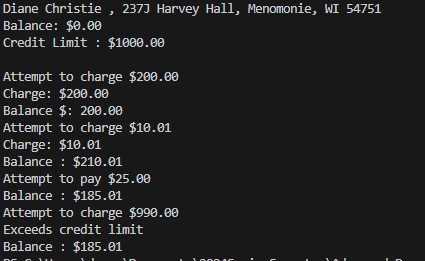 Diane Christie , 237J Harvey Hall, Menomonie, WI 54751
Balance: $0.00
Credit Limit : $1000.00
Attempt to charge $200.00
Charge: $200.00
Balance $: 200.00
Attempt to charge $10.01
Charge: $10.01
Balance : $210.01
Attempt to pay $25.00
Balance : $185.01
Attempt to charge $990.00
Exceeds credit limit
Balance : $185.01